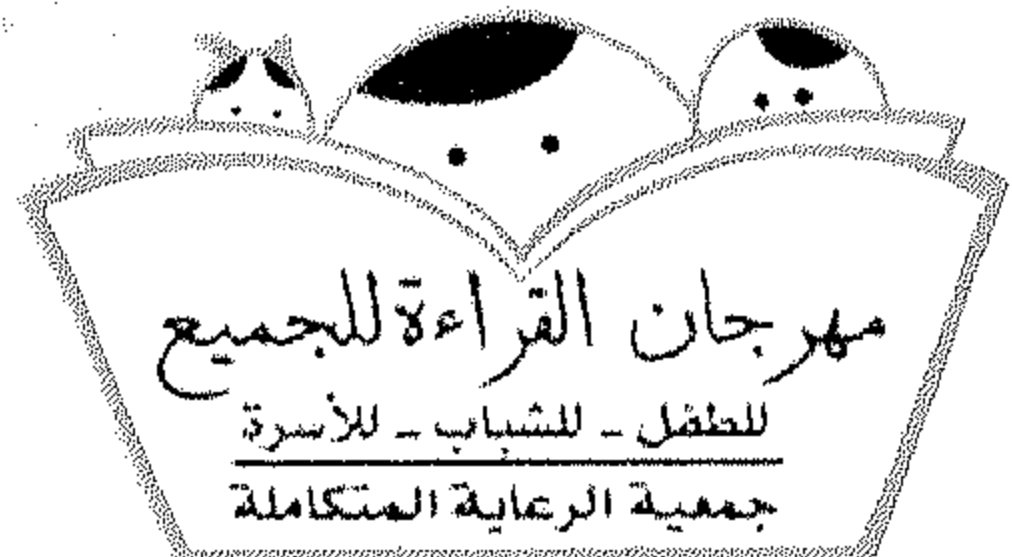 مهرجان القراءة للجميع
للطفل - للشباب - للأسرة
جمعية الرعاية المتكاملة